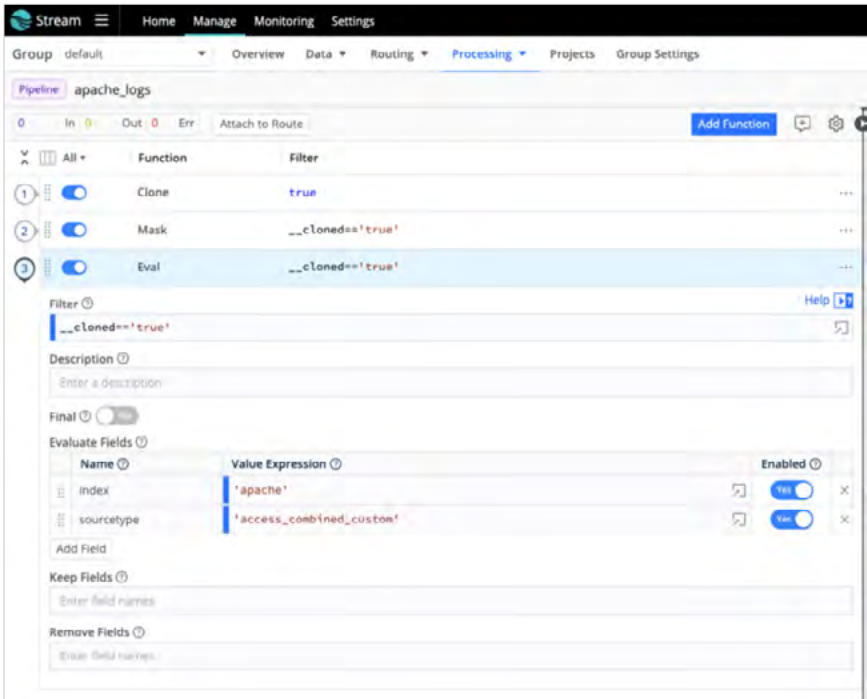 Stream Home Manage Monitoring Settings
Group default Overview Data Routing Processing Projects Group Settings
Pipeline apache_logs
0 In 0 Out 0 Err Attach to Route Add Function
All Function Filter
1 Clone true ...
2 Mask __cloned=='true' ...
3 Eval __cloned=='true' ...
Filter Help
__cloned=='true'
Description
Enter a description
Final No
Evaluate Fields
Name Value Expression Enabled
index 'apache' Yes
sourcetype 'access_combined_custom' Yes
Add Field
Keep Fields
Enter field names
Remove Fields
Enter field names